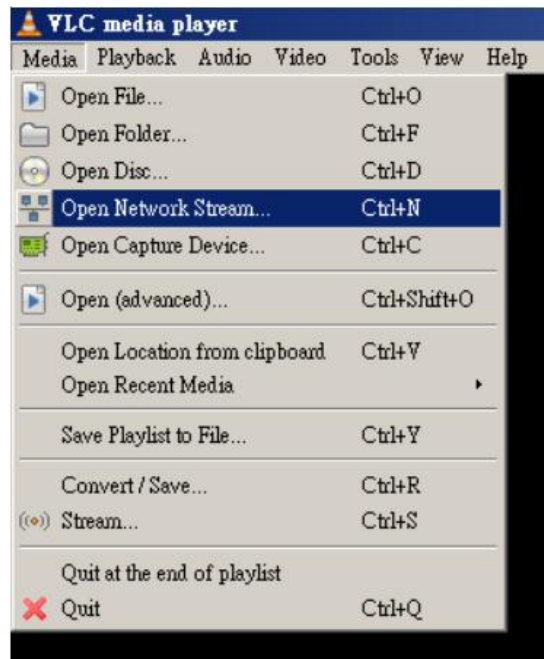 VLC media player
Media Playback Audio Video Tools View Help
Open File... Ctrl+O
Open Folder... Ctrl+F
Open Disc... Ctrl+D
Open Network Stream... Ctrl+N
Open Capture Device... Ctrl+C
Open (advanced)... Ctrl+Shift+O
Open Location from clipboard Ctrl+V
Open Recent Media
Save Playlist to File... Ctrl+Y
Convert / Save... Ctrl+R
Stream... Ctrl+S
Quit at the end of playlist
Quit Ctrl+Q